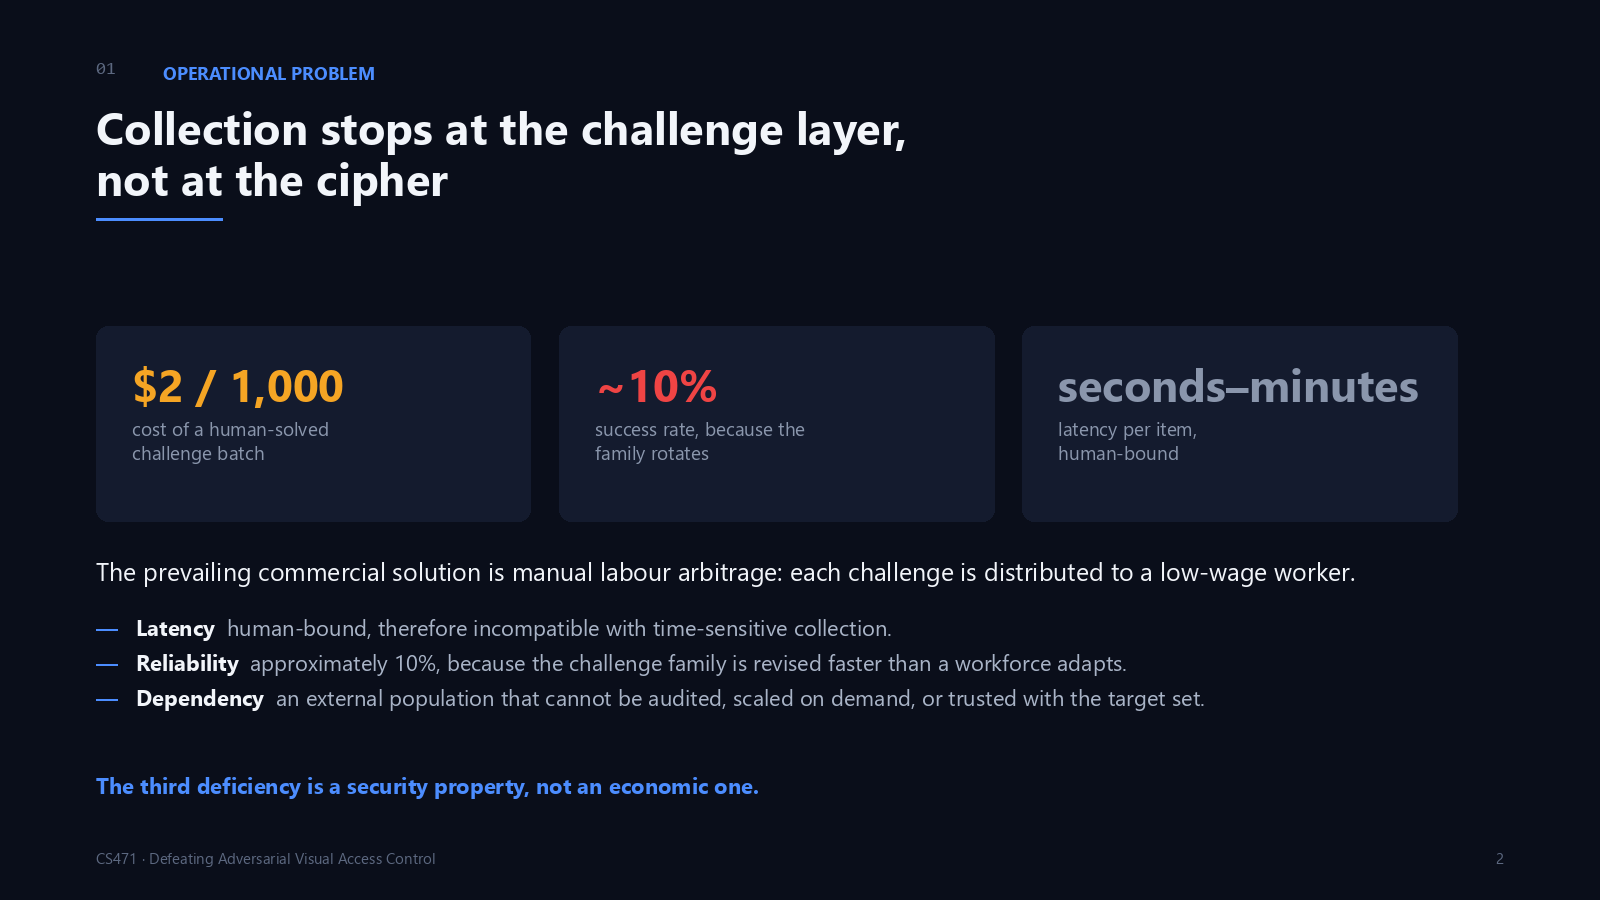 01
OPERATIONAL PROBLEM
Collection stops at the challenge layer,
not at the cipher
$2 / 1,000
cost of a human-solved
challenge batch
~10%
success rate, because the
family rotates
seconds–minutes
latency per item,
human-bound
The prevailing commercial solution is manual labour arbitrage: each challenge is distributed to a low-wage worker.
— Latency human-bound, therefore incompatible with time-sensitive collection.
— Reliability approximately 10%, because the challenge family is revised faster than a workforce adapts.
— Dependency an external population that cannot be audited, scaled on demand, or trusted with the target set.
The third deficiency is a security property, not an economic one.
CS471 · Defeating Adversarial Visual Access Control
2